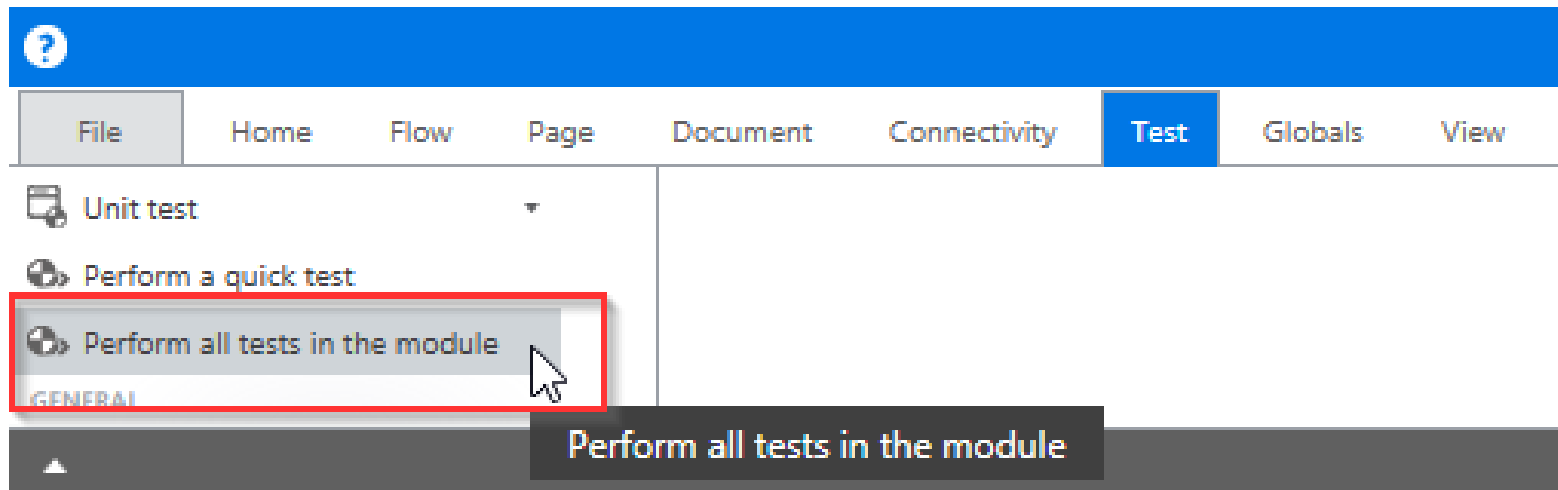 ?
File Home Flow Page Document Connectivity Test Globals View
Unit test
Perform a quick test
Perform all tests in the module
GENERAL
Perform all tests in the module